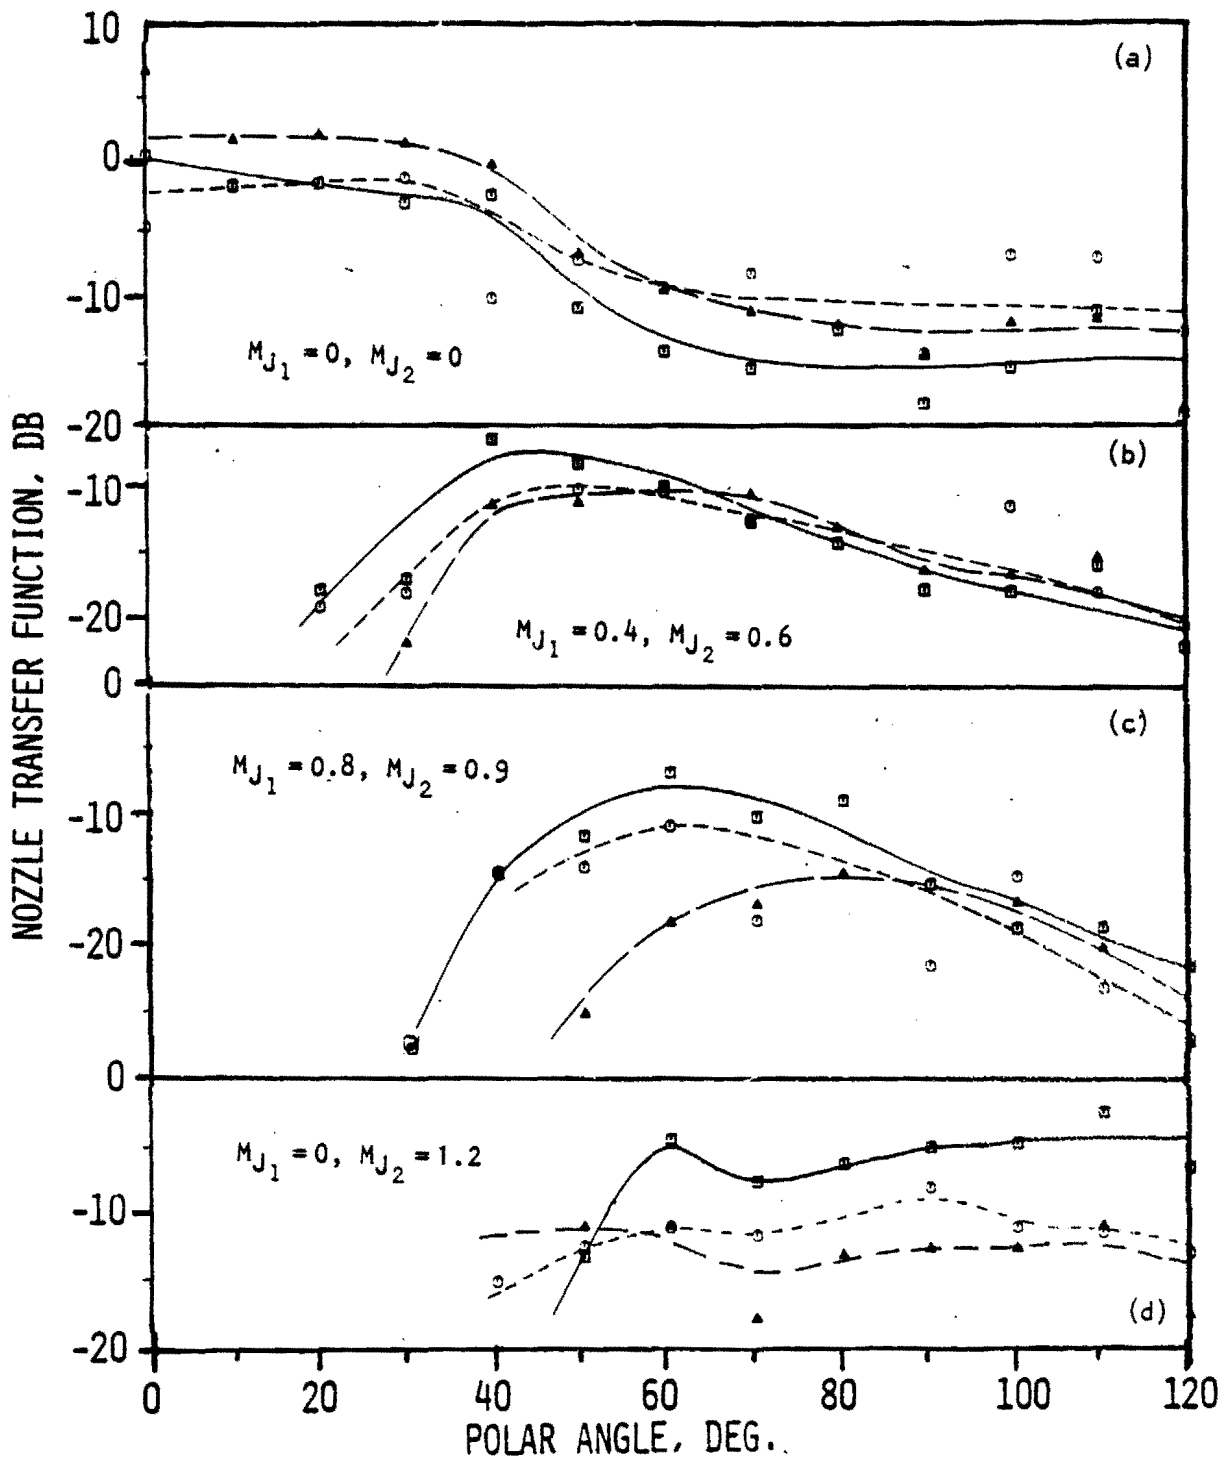 10
(a)
0
-10
M_J1 = 0, M_J2 = 0
-20
(b)
-10
-20
M_J1 = 0.4, M_J2 = 0.6
0
(c)
M_J1 = 0.8, M_J2 = 0.9
-10
-20
0
M_J1 = 0, M_J2 = 1.2
-10
(d)
-20
0 20 40 60 80 100 120
POLAR ANGLE, DEG.
NOZZLE TRANSFER FUNCTION, DB